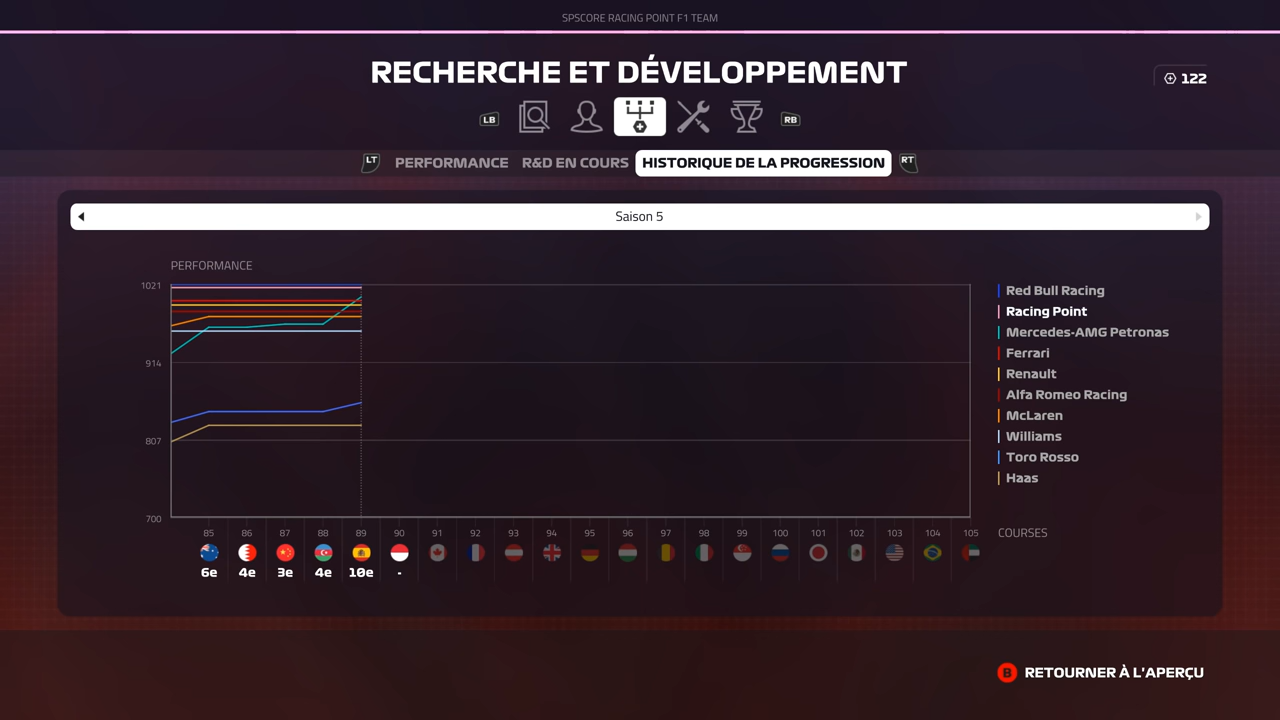 SPSCORE RACING POINT F1 TEAM
RECHERCHE ET DÉVELOPPEMENT
122
LB
RB
LT
PERFORMANCE
R&D EN COURS
HISTORIQUE DE LA PROGRESSION
RT
Saison 5
PERFORMANCE
1021
914
807
700
Red Bull Racing
Racing Point
Mercedes-AMG Petronas
Ferrari
Renault
Alfa Romeo Racing
McLaren
Williams
Toro Rosso
Haas
85 86 87 88 89 90 91 92 93 94 95 96 97 98 99 100 101 102 103 104 105
COURSES
6e 4e 3e 4e 10e -
B RETOURNER À L'APERÇU